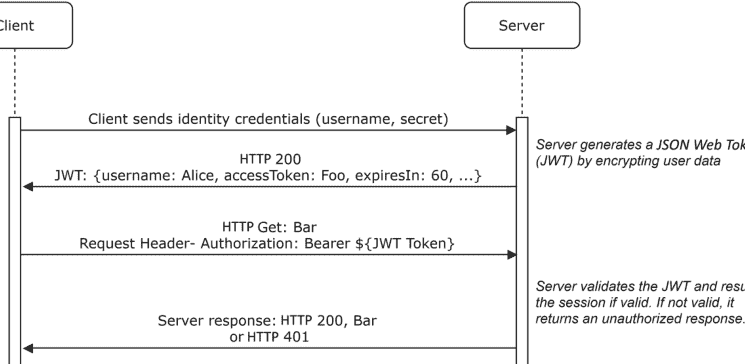 Client
Server
Client sends identity credentials (username, secret)
Server generates a JSON Web Tok
(JWT) by encrypting user data
HTTP 200
JWT: {username: Alice, accessToken: Foo, expiresIn: 60, ...}
HTTP Get: Bar
Request Header- Authorization: Bearer ${JWT Token}
Server validates the JWT and resu
the session if valid. If not valid, it
returns an unauthorized response.
Server response: HTTP 200, Bar
or HTTP 401